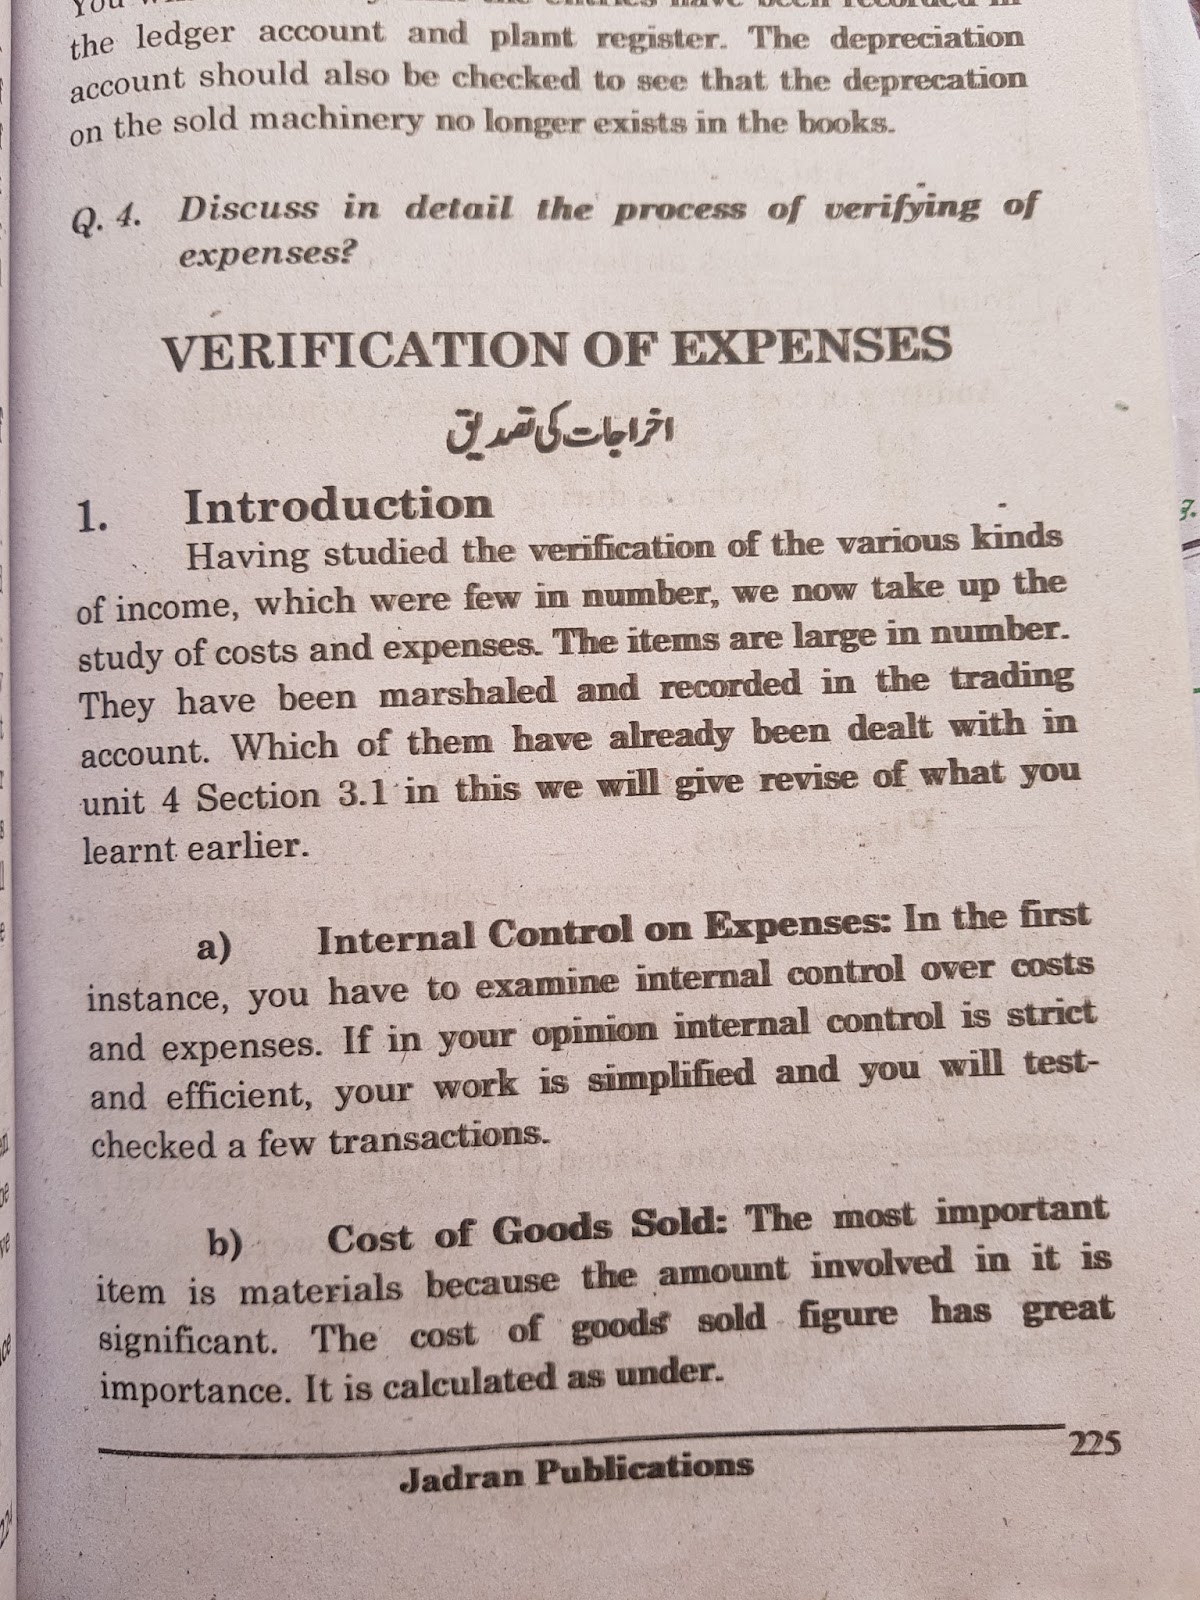 the ledger account and plant register. The depreciation
account should also be checked to see that the deprecation
on the sold machinery no longer exists in the books.
Q. 4. Discuss in detail the process of verifying of
expenses?
VERIFICATION OF EXPENSES
اخراجات کی تصدیق
1. Introduction
Having studied the verification of the various kinds
of income, which were few in number, we now take up the
study of costs and expenses. The items are large in number.
They have been marshaled and recorded in the trading
account. Which of them have already been dealt with in
unit 4 Section 3.1 in this we will give revise of what you
learnt earlier.
a) Internal Control on Expenses: In the first
instance, you have to examine internal control over costs
and expenses. If in your opinion internal control is strict
and efficient, your work is simplified and you will test-
checked a few transactions.
b) Cost of Goods Sold: The most important
item is materials because the amount involved in it is
significant. The cost of goods sold figure has great
importance. It is calculated as under.
225
Jadran Publications